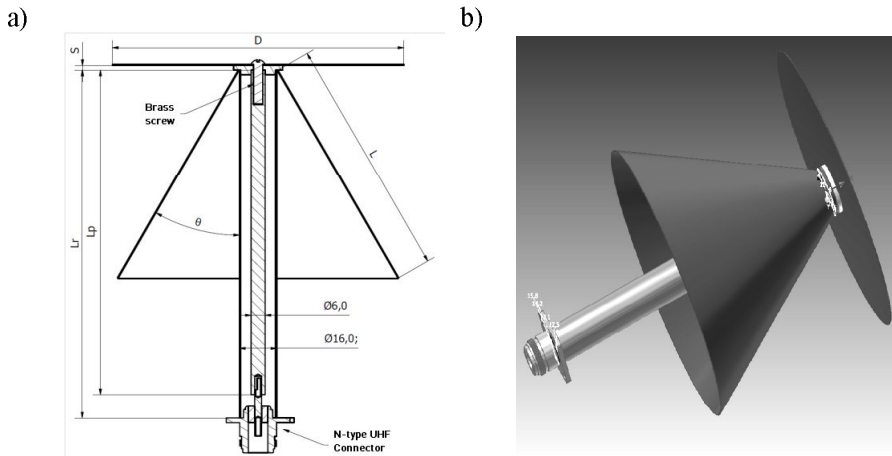 a)
b)
D
S
Brass
screw
L
θ
Lr
Lp
Ø6,0
Ø16,0;
N-type UHF
Connector